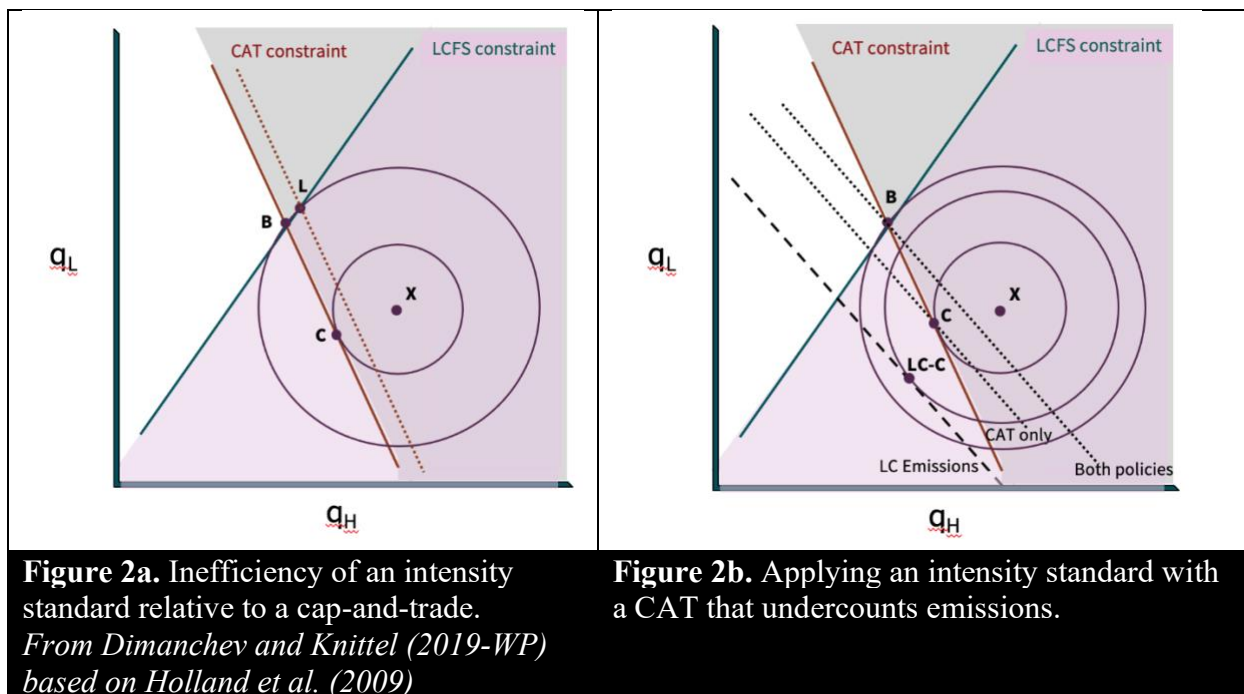 CAT constraint
LCFS constraint
L
B
X
C
qL
qH
CAT constraint
LCFS constraint
B
X
C
LC-C
CAT only
LC Emissions
Both policies
qL
qH
Figure 2a. Inefficiency of an intensity
standard relative to a cap-and-trade.
From Dimanchev and Knittel (2019-WP)
based on Holland et al. (2009)
Figure 2b. Applying an intensity standard with
a CAT that undercounts emissions.